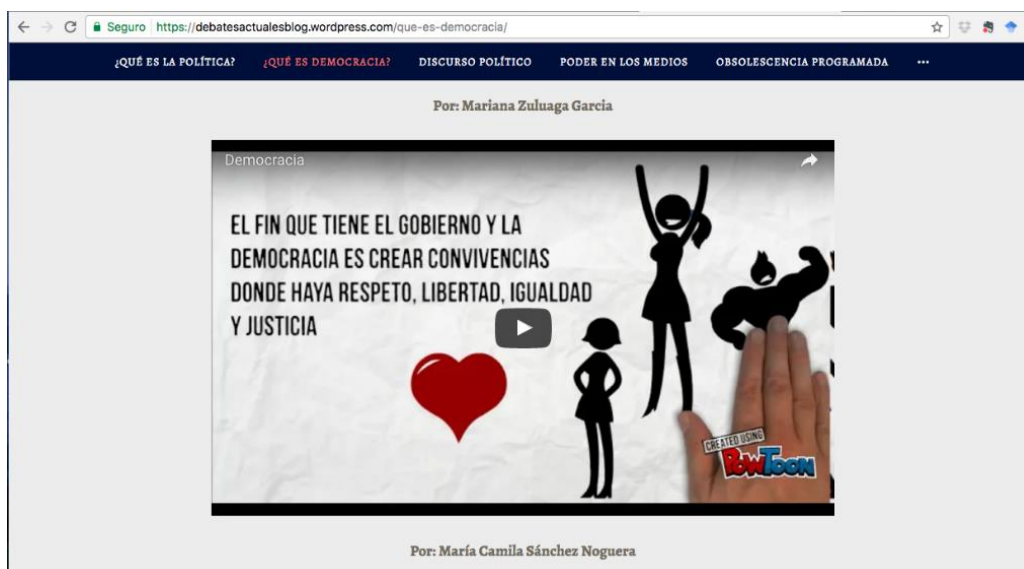 Seguro https://debatesactualesblog.wordpress.com/que-es-democracia/
¿QUÉ ES LA POLÍTICA? ¿QUÉ ES DEMOCRACIA? DISCURSO POLÍTICO PODER EN LOS MEDIOS OBSOLESCENCIA PROGRAMADA ...
Por: Mariana Zuluaga Garcia
Democracia
EL FIN QUE TIENE EL GOBIERNO Y LA
DEMOCRACIA ES CREAR CONVIVENCIAS
DONDE HAYA RESPETO, LIBERTAD, IGUALDAD
Y JUSTICIA
CREATED USING
POWTOON
Por: María Camila Sánchez Noguera